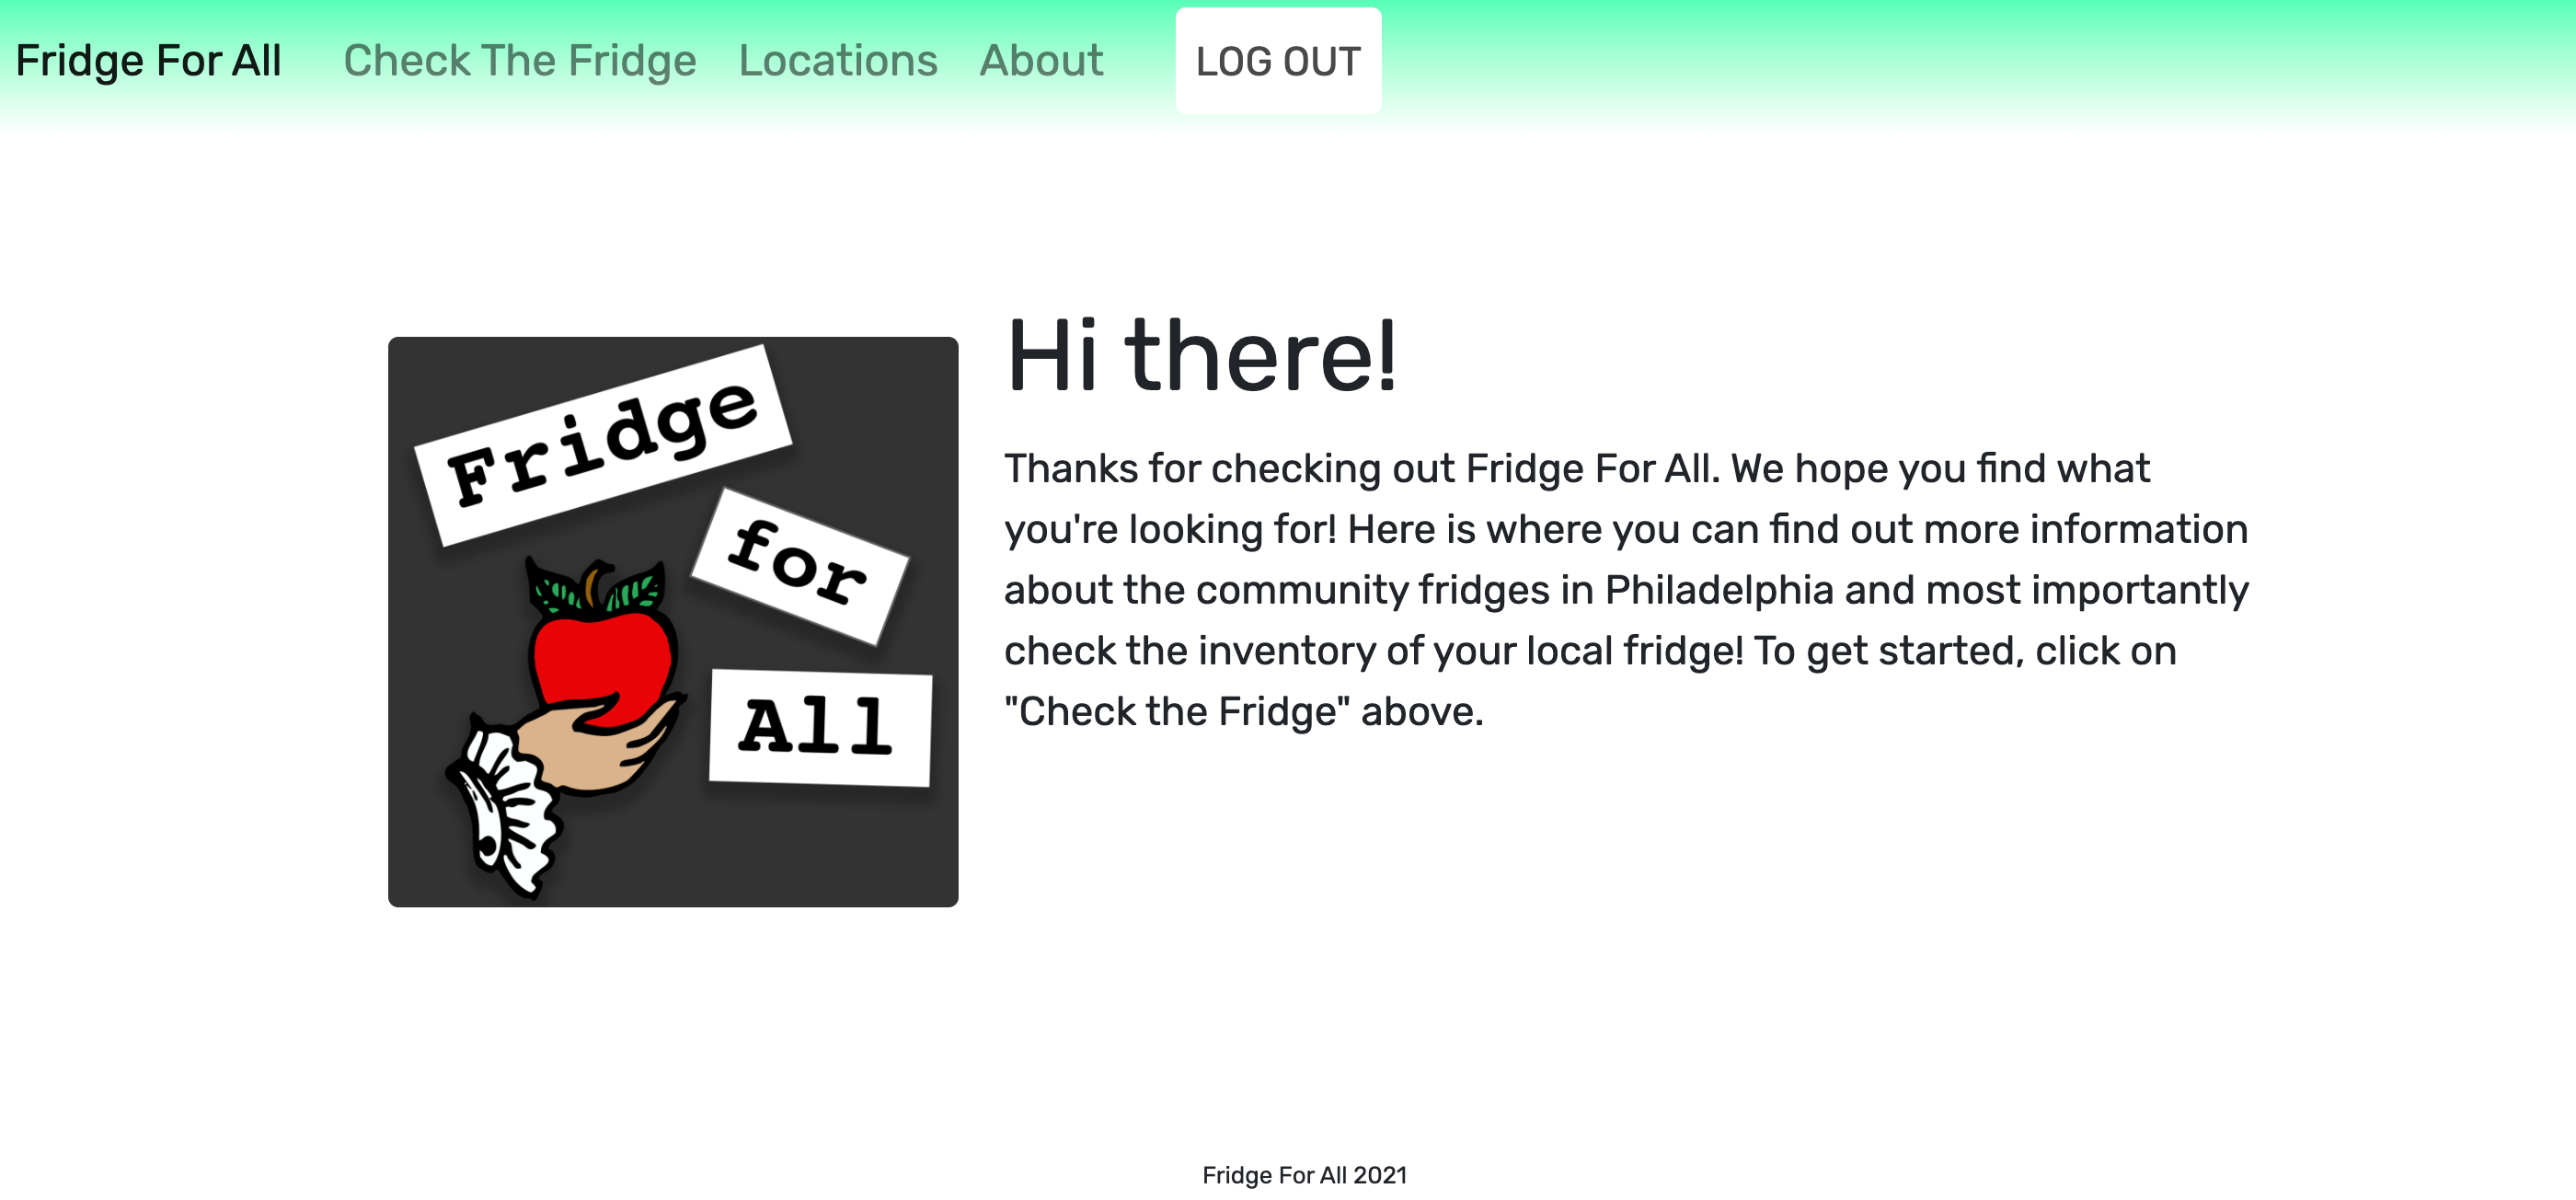 Fridge For All Check The Fridge Locations About LOG OUT
Fridge
for
All
Hi there!
Thanks for checking out Fridge For All. We hope you find what
you're looking for! Here is where you can find out more information
about the community fridges in Philadelphia and most importantly
check the inventory of your local fridge! To get started, click on
"Check the Fridge" above.
Fridge For All 2021